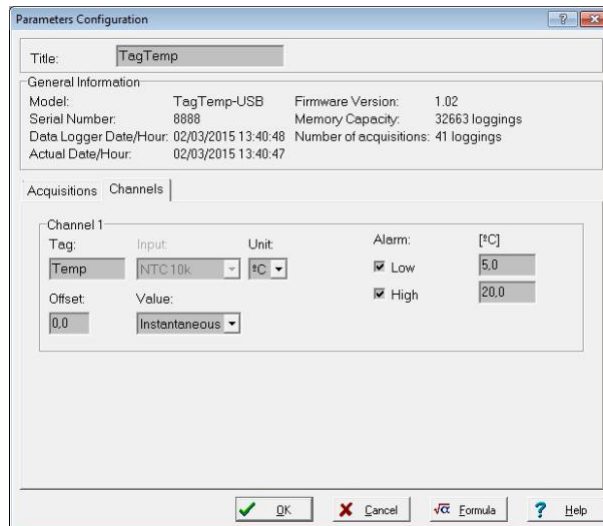 Parameters Configuration
Title: TagTemp
General Information
Model: TagTemp-USB Firmware Version: 1.02
Serial Number: 8888 Memory Capacity: 32663 loggings
Data Logger Date/Hour: 02/03/2015 13:40:48 Number of acquisitions: 41 loggings
Actual Date/Hour: 02/03/2015 13:40:47
Acquisitions Channels
Channel 1
Tag: Input: Unit: Alarm: [ºC]
Temp NTC10k ºC Low 5,0
Offset: Value: High 20,0
0,0 Instantaneous
OK Cancel √α Formula ? Help